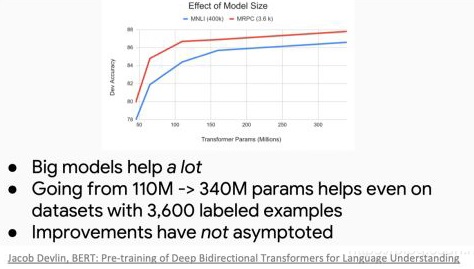 Effect of Model Size
MNLI (400k) MRPC (3.6 k)
88
86
84
82
80
78
Dev Accuracy
50 100 150 200 250 300
Transformer Params (Millions)
● Big models help a lot
● Going from 110M -> 340M params helps even on
datasets with 3,600 labeled examples
● Improvements have not asymptoted
Jacob Devlin, BERT: Pre-training of Deep Bidirectional Transformers for Language Understanding